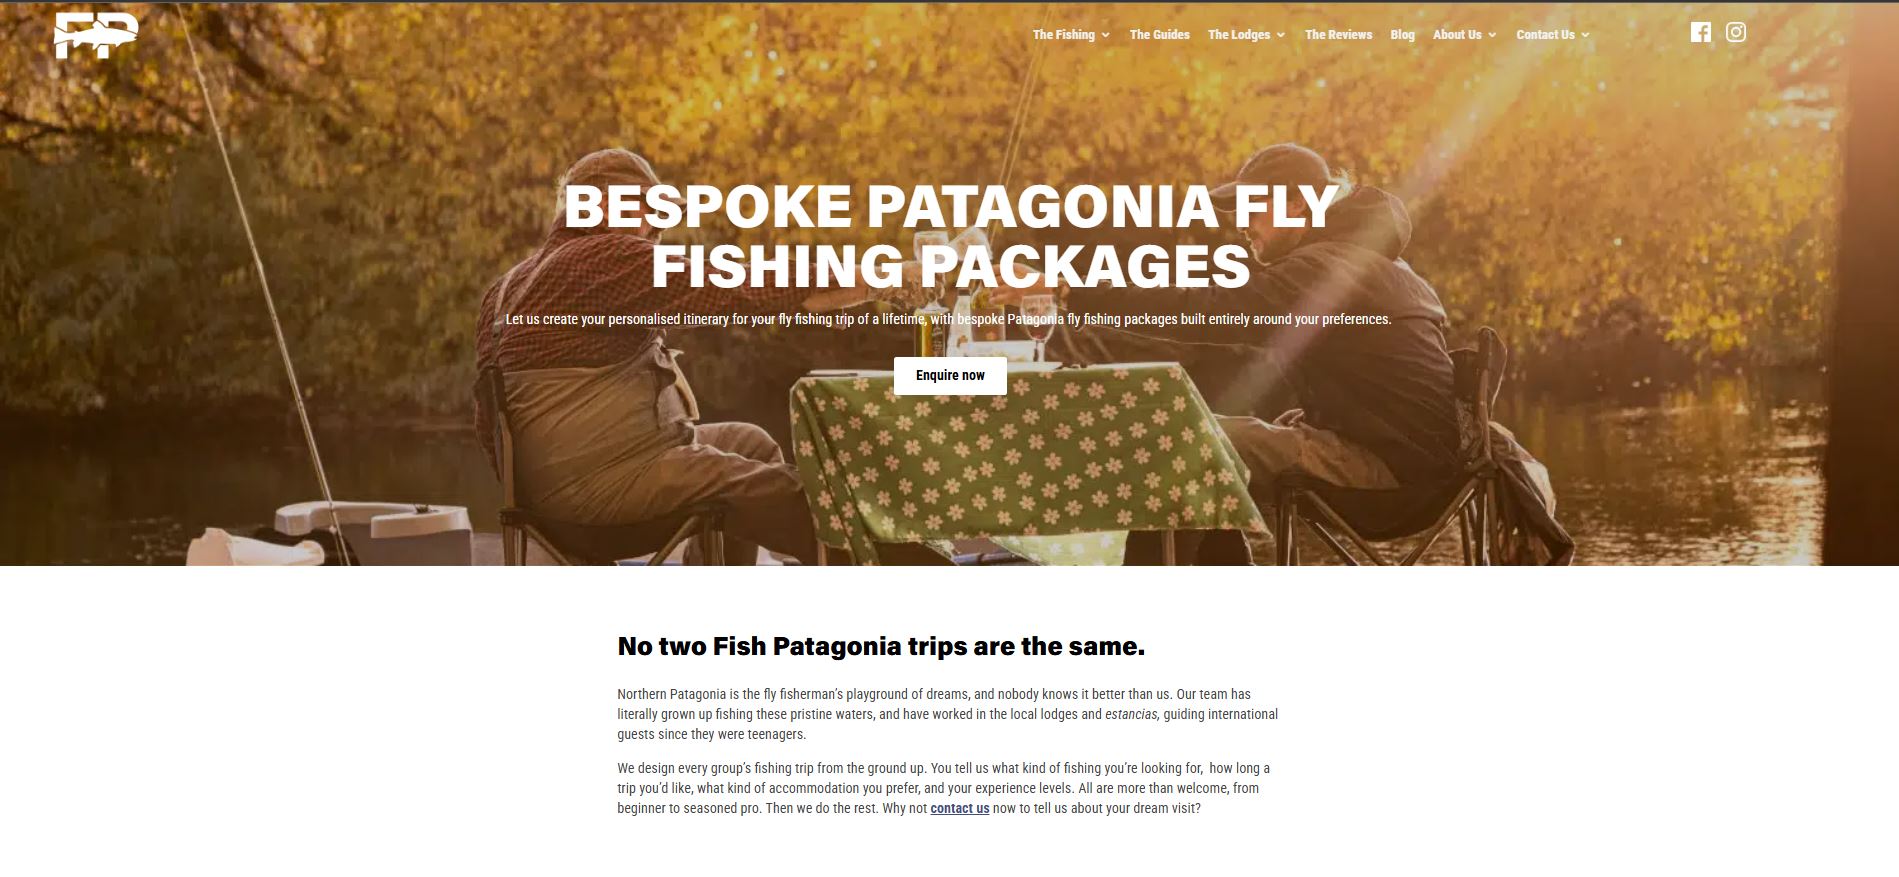 FP
The Fishing The Guides The Lodges The Reviews Blog About Us Contact Us
BESPOKE PATAGONIA FLY
FISHING PACKAGES
Let us create your personalised itinerary for your fly fishing trip of a lifetime, with bespoke Patagonia fly fishing packages built entirely around your preferences.
Enquire now
No two Fish Patagonia trips are the same.
Northern Patagonia is the fly fisherman’s playground of dreams, and nobody knows it better than us. Our team has
literally grown up fishing these pristine waters, and have worked in the local lodges and estancias, guiding international
guests since they were teenagers.
We design every group’s fishing trip from the ground up. You tell us what kind of fishing you’re looking for,  how long a
trip you’d like, what kind of accommodation you prefer, and your experience levels. All are more than welcome, from
beginner to seasoned pro. Then we do the rest. Why not contact us now to tell us about your dream visit?